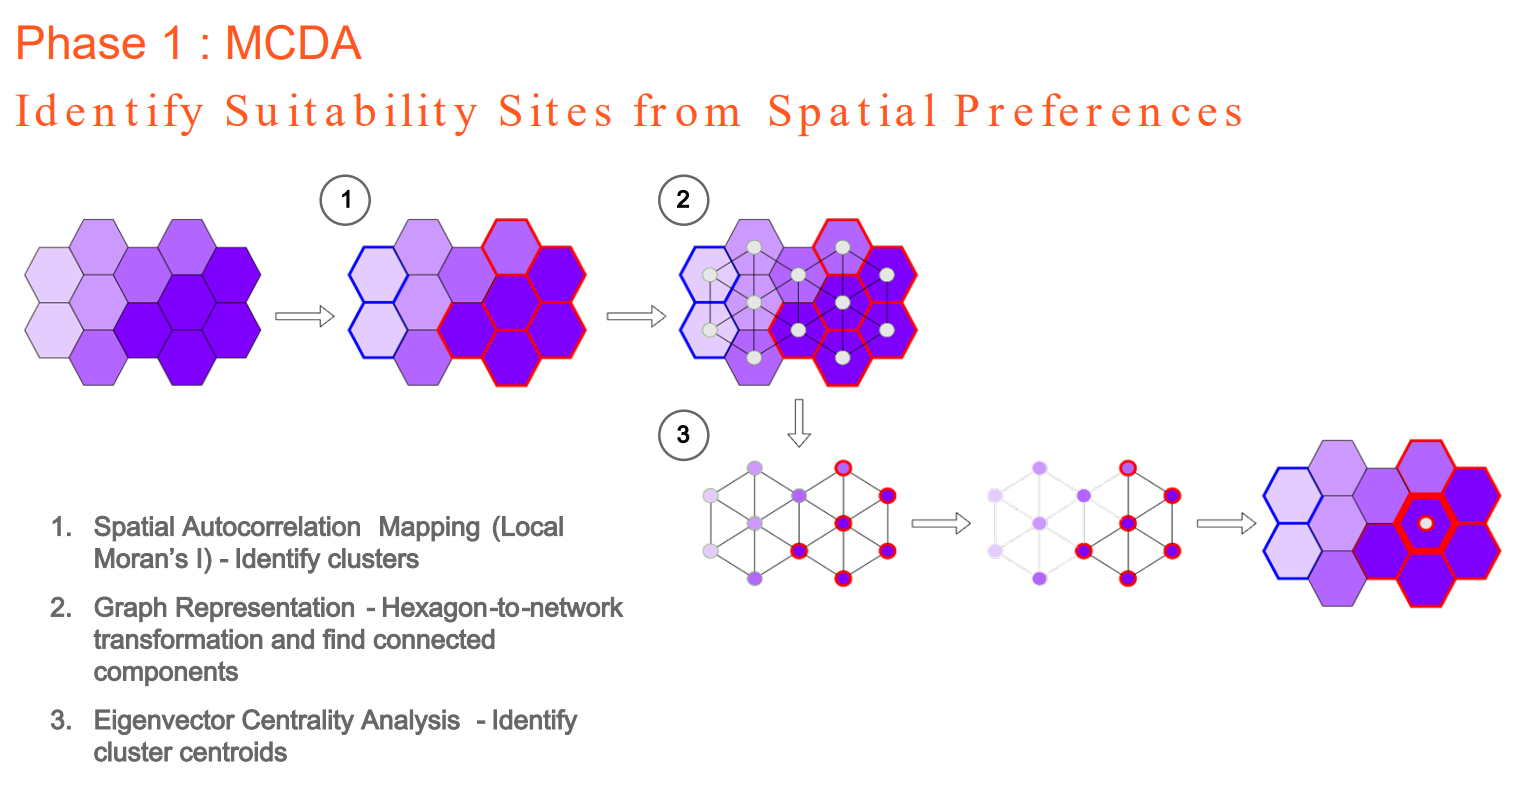 Phase 1 : MCDA
Identify Suitability Sites from Spatial Preferences
1
2
3
1. Spatial Autocorrelation Mapping (Local
Moran's I) - Identify clusters
2. Graph Representation - Hexagon-to-network
transformation and find connected
components
3. Eigenvector Centrality Analysis - Identify
cluster centroids